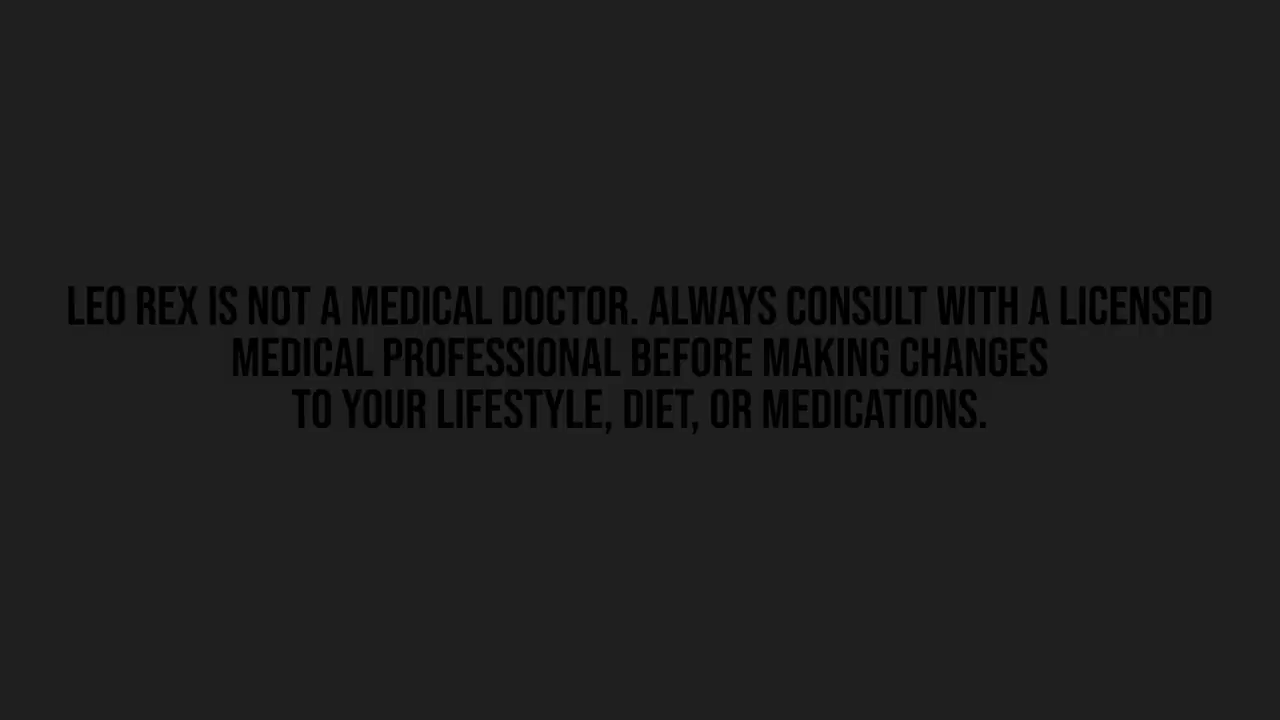 LEO REX IS NOT A MEDICAL DOCTOR. ALWAYS CONSULT WITH A LICENSED
MEDICAL PROFESSIONAL BEFORE MAKING CHANGES
TO YOUR LIFESTYLE, DIET, OR MEDICATIONS.